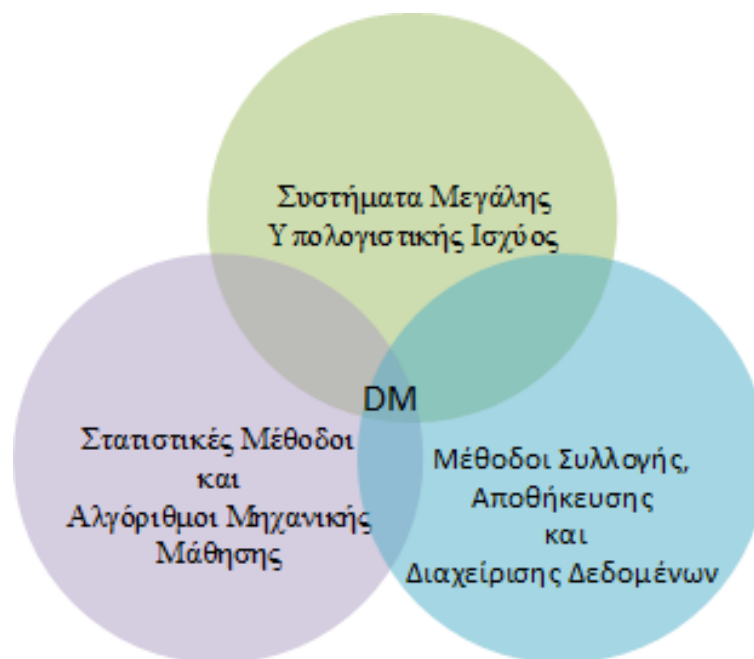 Συστήματα Μεγάλης
Υπολογιστικής Ισχύος
DM
Στατιστικές Μέθοδοι
και
Αλγόριθμοι Μηχανικής
Μάθησης
Μέθοδοι Συλλογής,
Αποθήκευσης
και
Διαχείρισης Δεδομένων